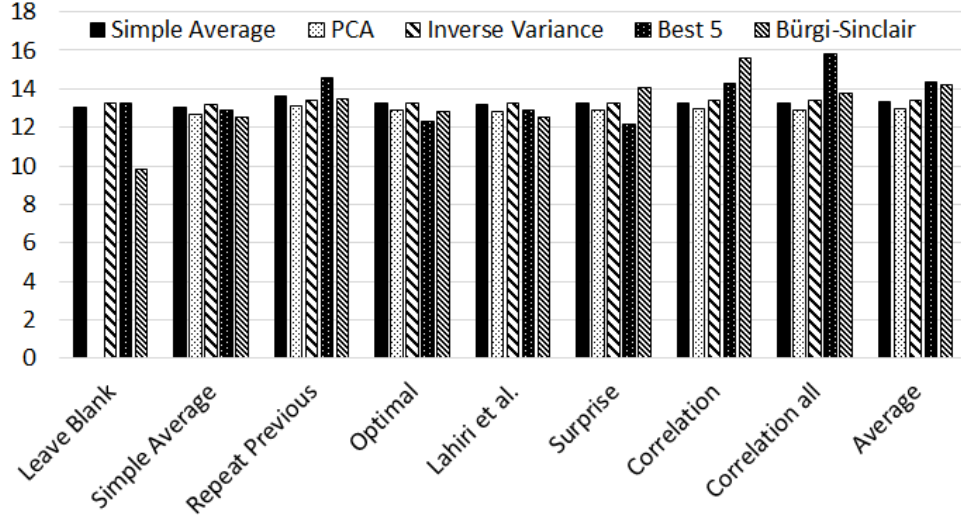 18
Simple Average PCA Inverse Variance Best 5 Bürgi-Sinclair
16
14
12
10
8
6
4
2
0
Leave Blank
Simple Average
Repeat Previous
Optimal
Lahiri et al.
Surprise
Correlation
Correlation all
Average